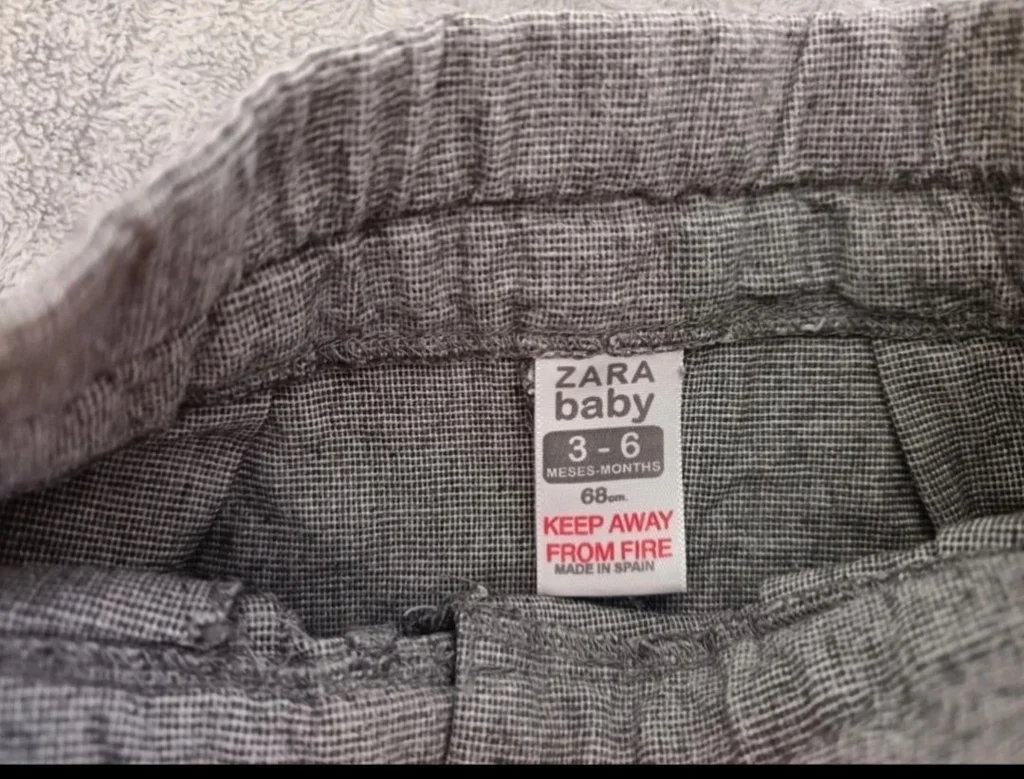 ZARA
baby
3 - 6
MESES-MONTHS
68cm.
KEEP AWAY
FROM FIRE
MADE IN SPAIN